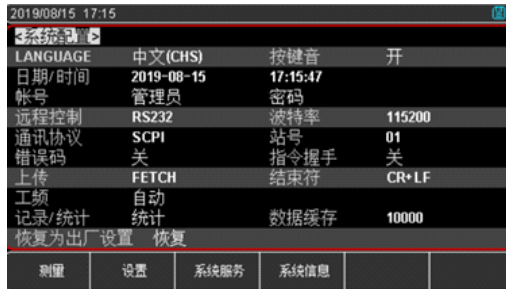 2019/08/15 17:15
<系统配置>
LANGUAGE 中文(CHS) 按键音 开
日期/时间 2019-08-15 17:15:47
帐号 管理员 密码
远程控制 RS232 波特率 115200
通讯协议 SCPI 站号 01
错误码 关 指令握手 关
上传 FETCH 结束符 CR+LF
工频 自动
记录/统计 统计 数据缓存 10000
恢复为出厂设置 恢复
测量 设置 系统服务 系统信息